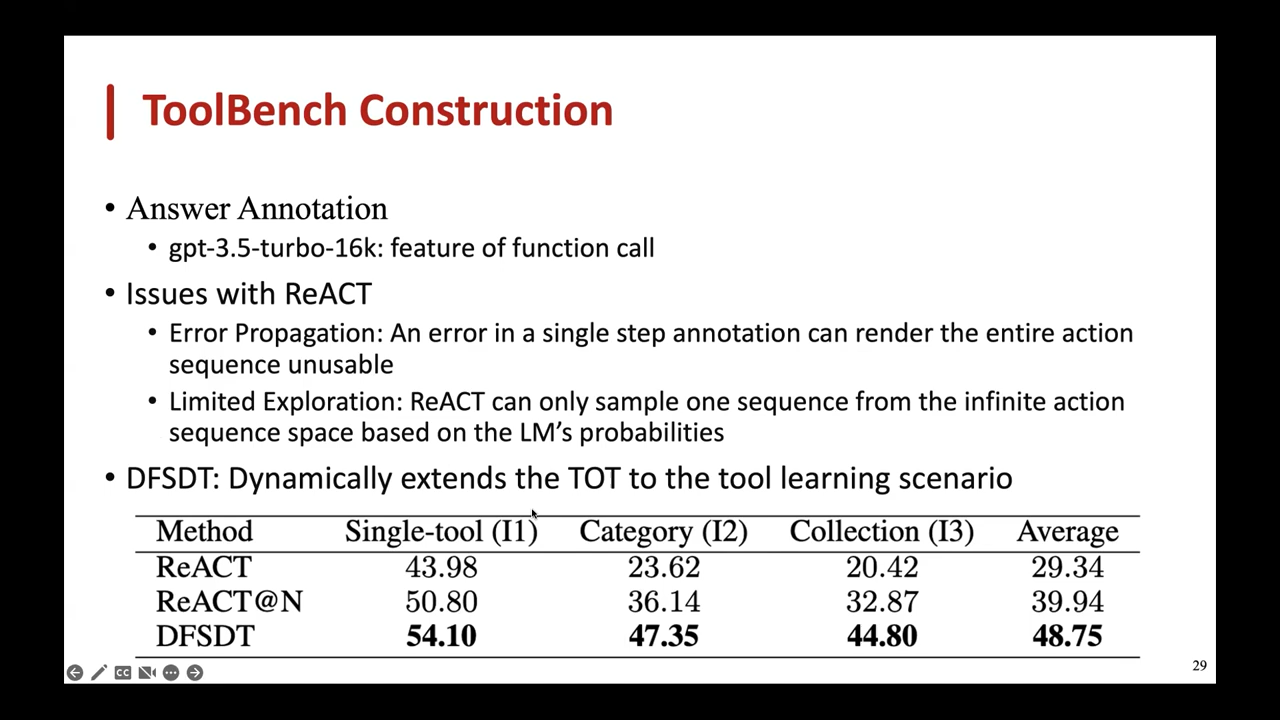 ToolBench Construction
• Answer Annotation
• gpt-3.5-turbo-16k: feature of function call
• Issues with ReACT
• Error Propagation: An error in a single step annotation can render the entire action
sequence unusable
• Limited Exploration: ReACT can only sample one sequence from the infinite action
sequence space based on the LM’s probabilities
• DFSDT: Dynamically extends the TOT to the tool learning scenario
Method Single-tool (I1) Category (I2) Collection (I3) Average
ReACT 43.98 23.62 20.42 29.34
ReACT@N 50.80 36.14 32.87 39.94
DFSDT 54.10 47.35 44.80 48.75
CC
29